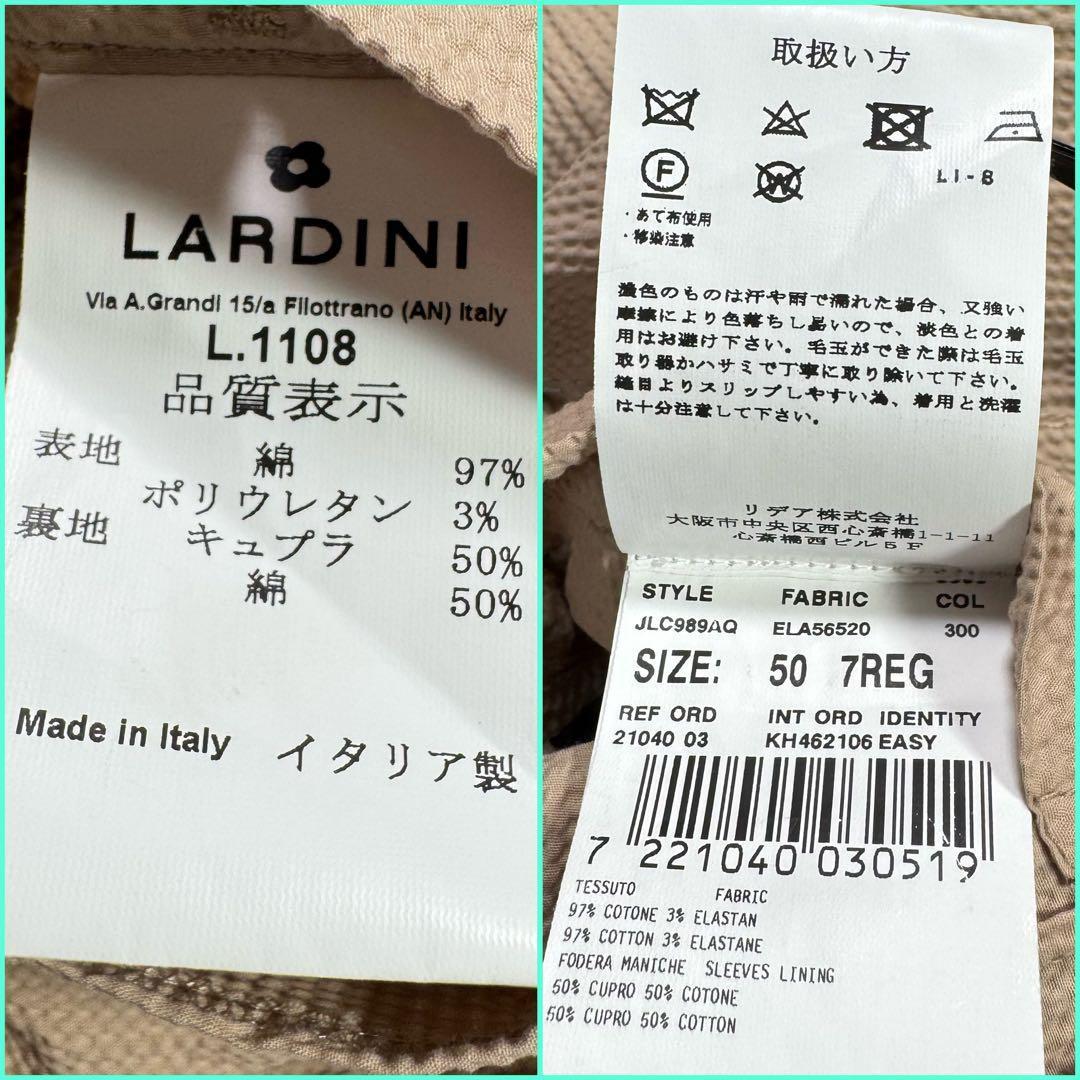 LARDINI
Via A.Grandi 15/a Filottrano (AN) Italy
L.1108
品質表示
表地 綿 97%
ポリウレタン 3%
裏地 キュプラ 50%
綿 50%
Made in Italy イタリア製
取扱い方
F
W
LI-8
・あて布使用
・移染注意
濃色のものは汗や雨で濡れた場合、又強い
摩擦により色落ちし易いので、淡色との着
用はお避け下さい。毛玉ができた際は毛玉
取り器かハサミで丁寧に取り除いて下さい。
縫目よりスリップしやすい為、着用と洗濯
は十分注意して下さい。
リデア株式会社
大阪市中央区西心斎橋1-1-11
心斎橋西ビル5F
STYLE FABRIC COL
JLC989AQ ELA56520 300
SIZE: 50 7REG
REF ORD INT ORD IDENTITY
21040 03 KH462106 EASY
7 221040 030519
TESSUTO FABRIC
97% COTONE 3% ELASTAN
97% COTTON 3% ELASTANE
FODERA MANICHE SLEEVES LINING
50% CUPRO 50% COTONE
50% CUPRO 50% COTTON